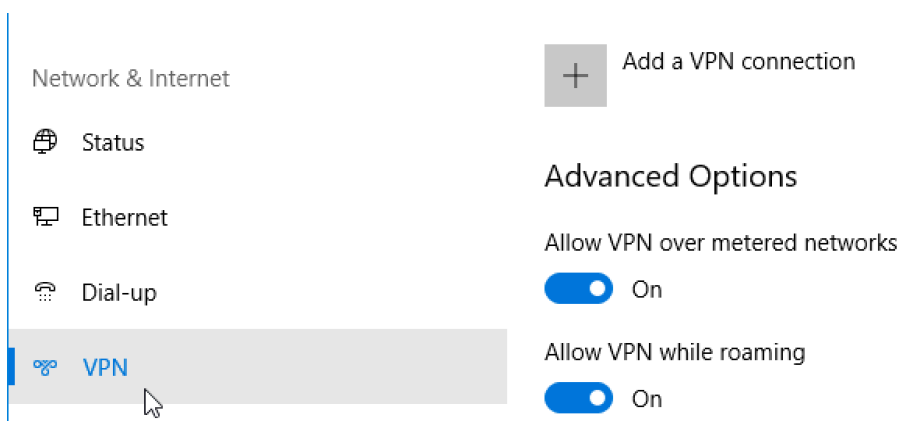 Network & Internet
Status
Ethernet
Dial-up
VPN
Add a VPN connection
Advanced Options
Allow VPN over metered networks
On
Allow VPN while roaming
On